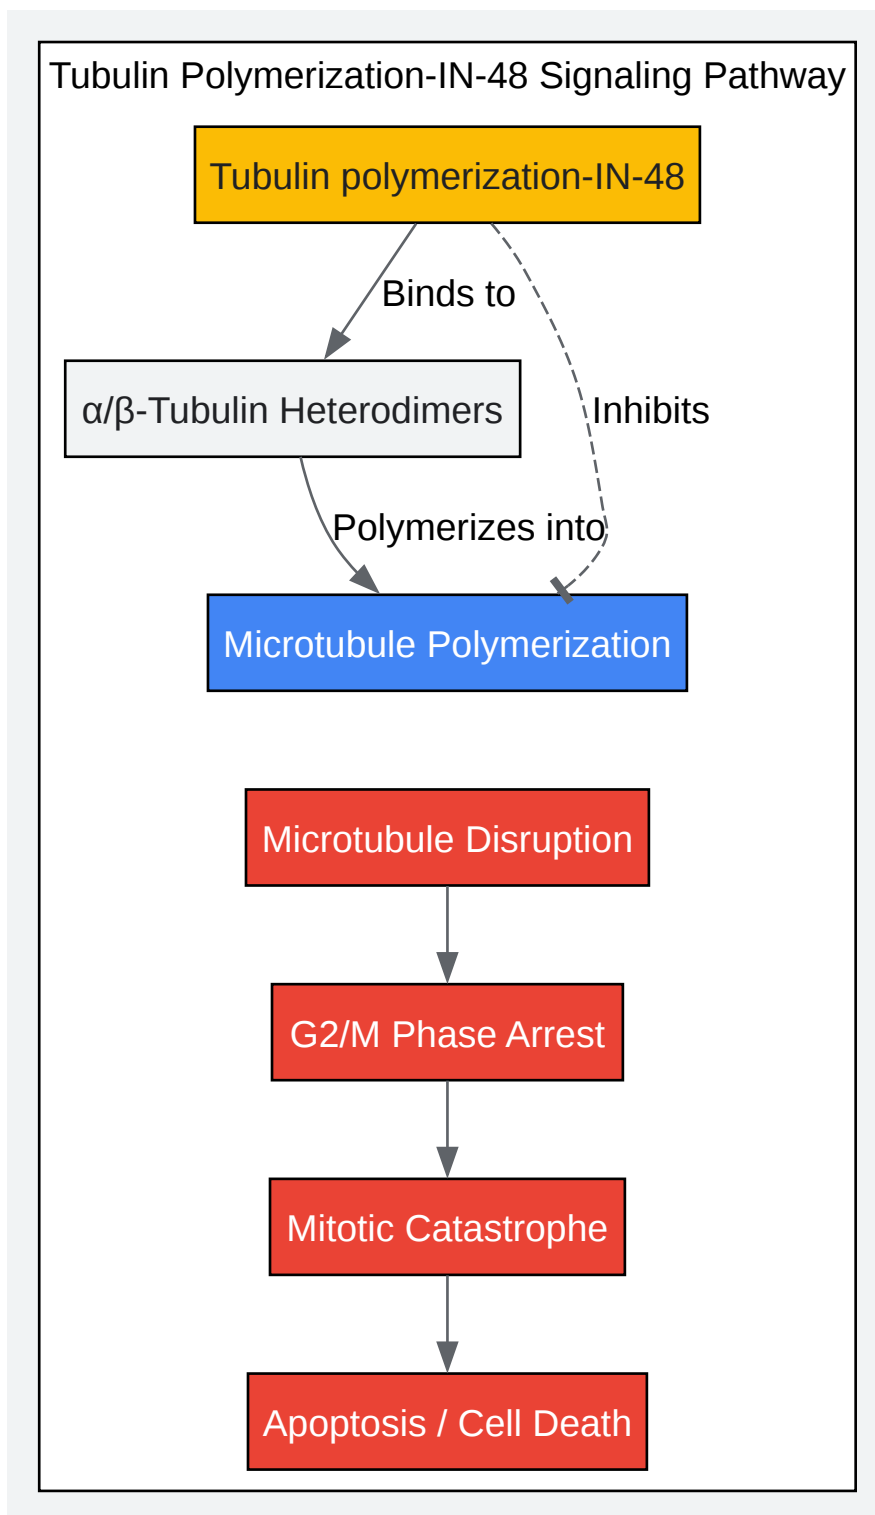 Tubulin Polymerization-IN-48 Signaling Pathway
Tubulin polymerization-IN-48
Binds to
α/β-Tubulin Heterodimers
Inhibits
Polymerizes into
Microtubule Polymerization
Microtubule Disruption
G2/M Phase Arrest
Mitotic Catastrophe
Apoptosis / Cell Death